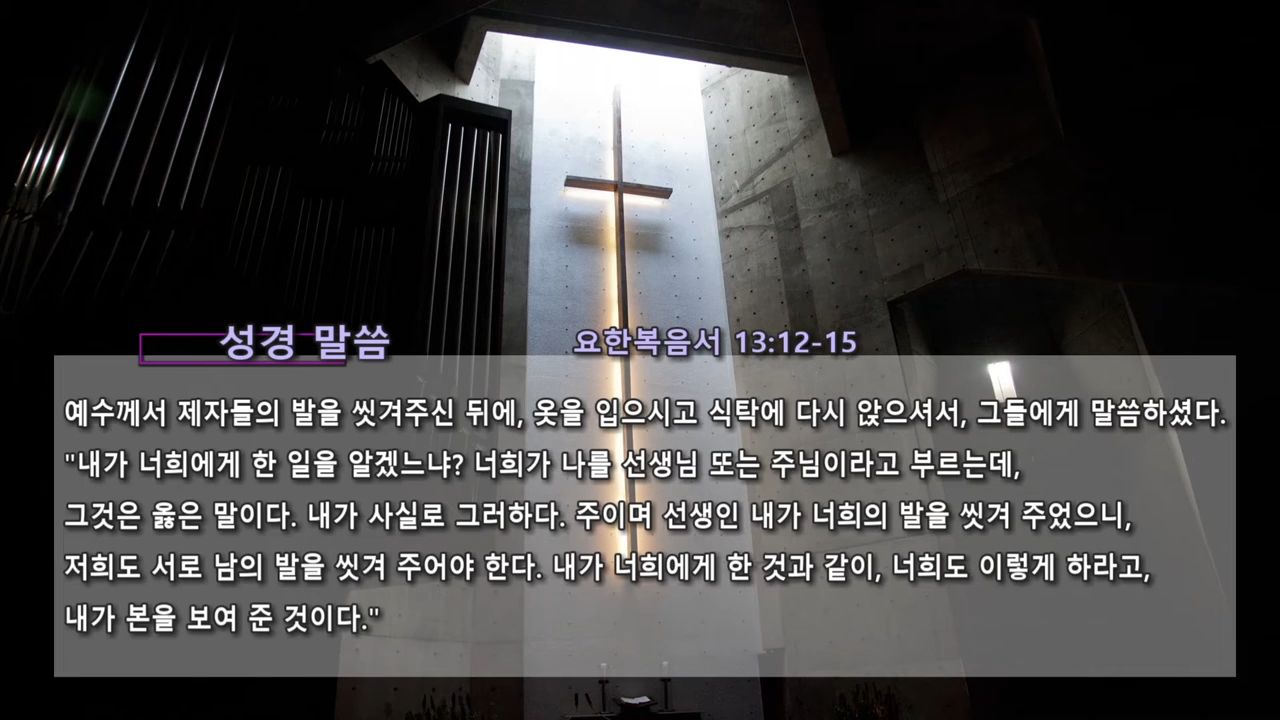 성경 말씀
요한복음서 13:12-15
예수께서 제자들의 발을 씻겨주신 뒤에, 옷을 입으시고 식탁에 다시 앉으셔서, 그들에게 말씀하셨다.
"내가 너희에게 한 일을 알겠느냐? 너희가 나를 선생님 또는 주님이라고 부르는데,
그것은 옳은 말이다. 내가 사실로 그러하다. 주이며 선생인 내가 너희의 발을 씻겨 주었으니,
저희도 서로 남의 발을 씻겨 주어야 한다. 내가 너희에게 한 것과 같이, 너희도 이렇게 하라고,
내가 본을 보여 준 것이다."